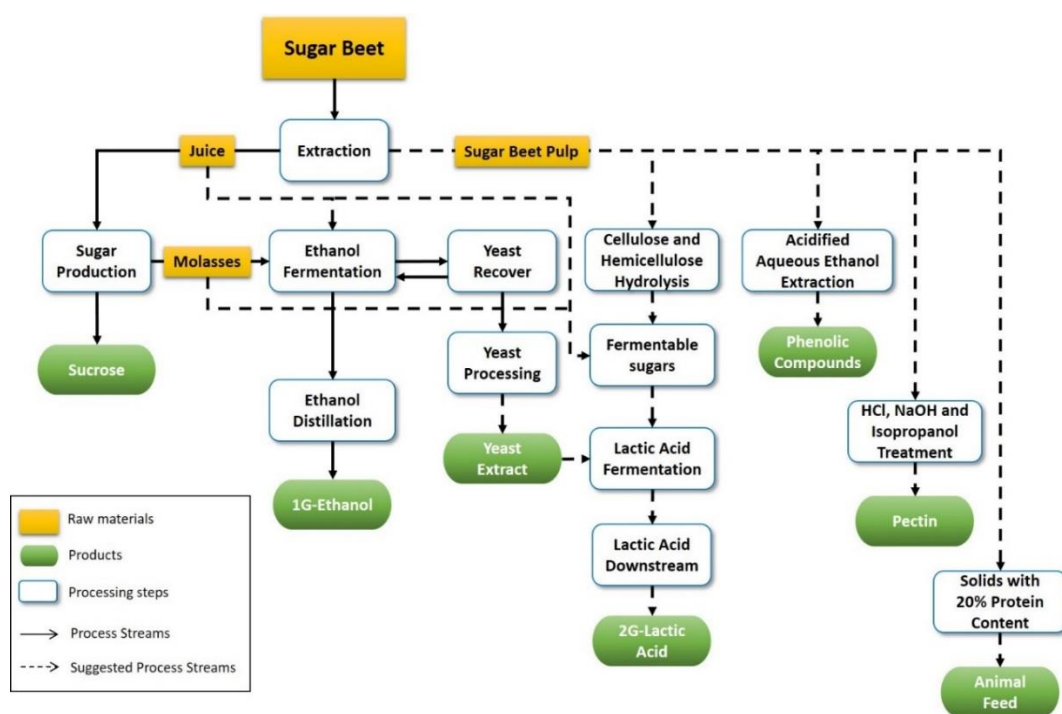 Sugar Beet
Juice
Extraction
Sugar Beet Pulp
Sugar
Production
Molasses
Ethanol
Fermentation
Yeast
Recover
Cellulose and
Hemicellulose
Hydrolysis
Acidified
Aqueous Ethanol
Extraction
Sucrose
Yeast
Processing
Fermentable
sugars
Phenolic
Compounds
Ethanol
Distillation
HCl, NaOH and
Isopropanol
Treatment
Yeast
Extract
Lactic Acid
Fermentation
1G-Ethanol
Pectin
Lactic Acid
Downstream
Solids with
20% Protein
Content
2G-Lactic
Acid
Animal
Feed
Raw materials
Products
Processing steps
Process Streams
Suggested Process Streams